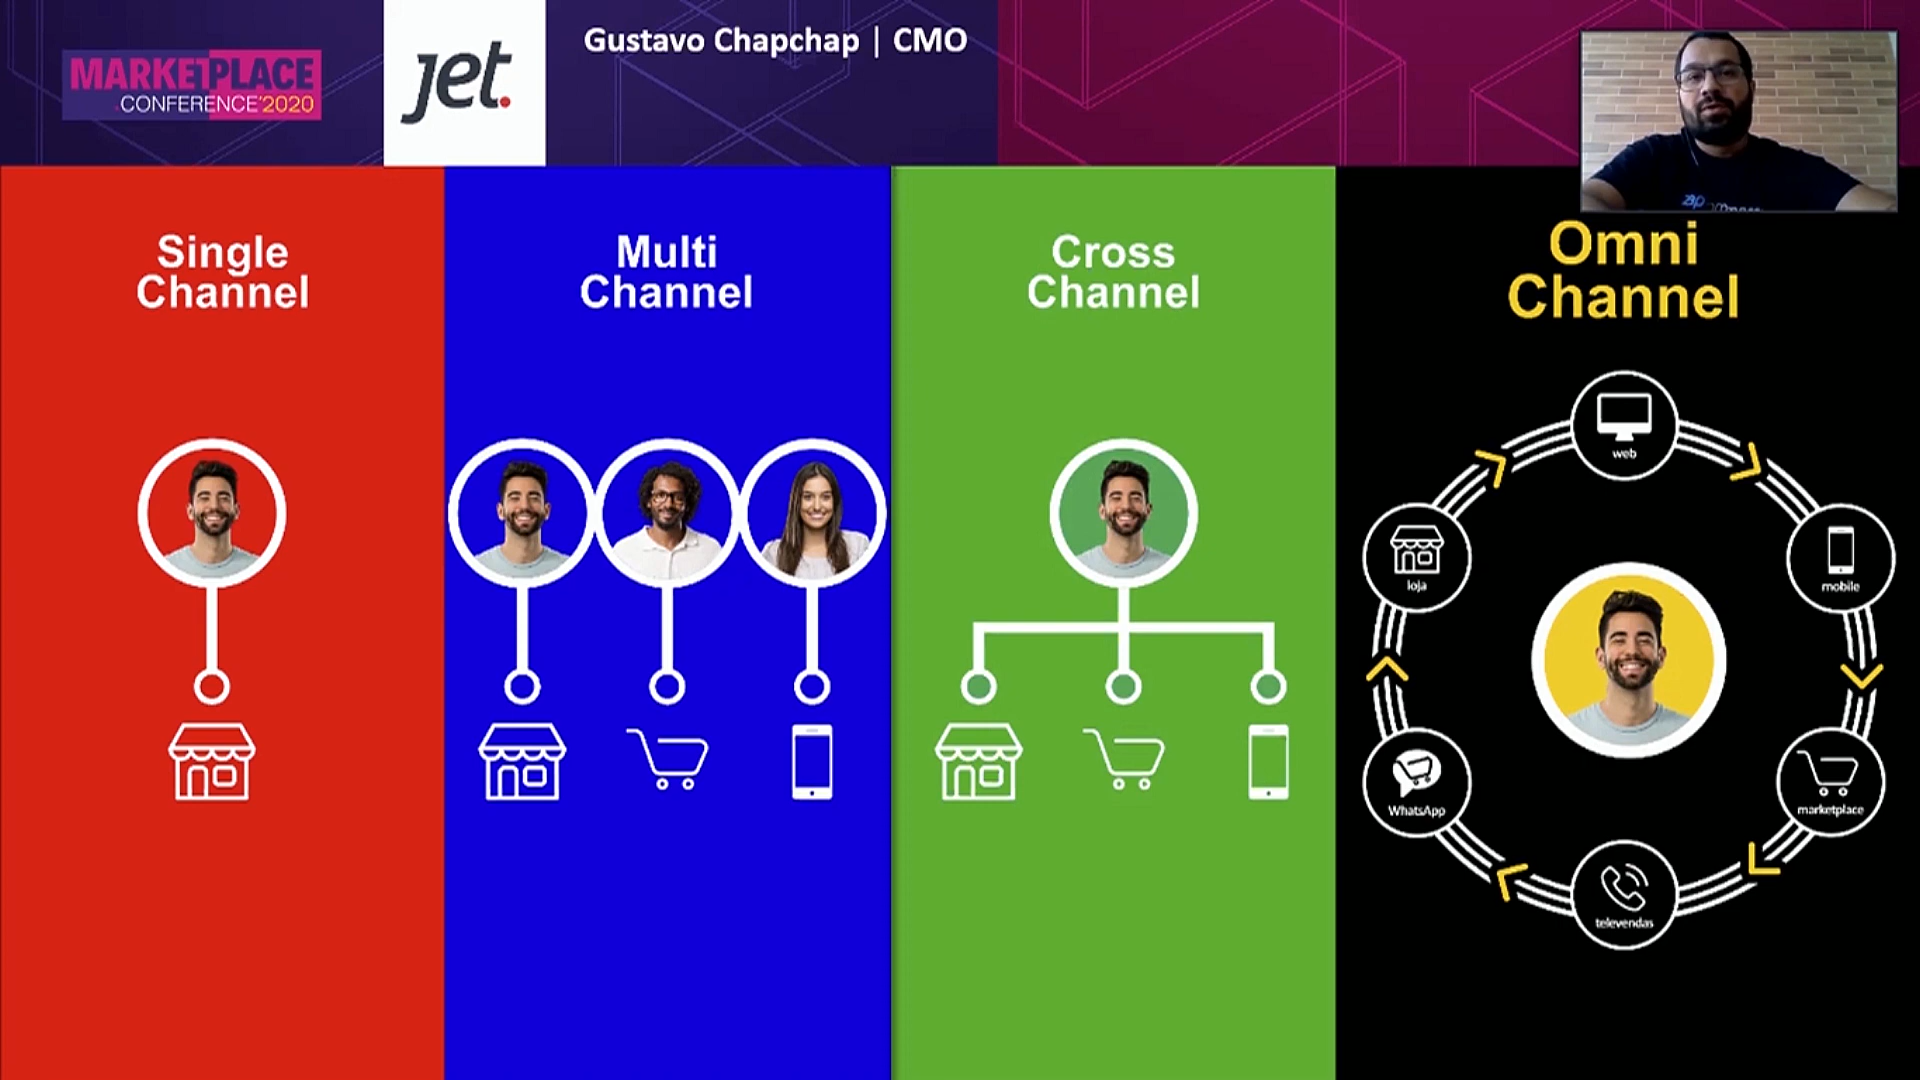 MARKETPLACE
.CONFERENCE'2020
jet.
Gustavo Chapchap | CMO
Single
Channel
Multi
Channel
Cross
Channel
Omni
Channel
web
mobile
marketplace
televendas
WhatsApp
loja